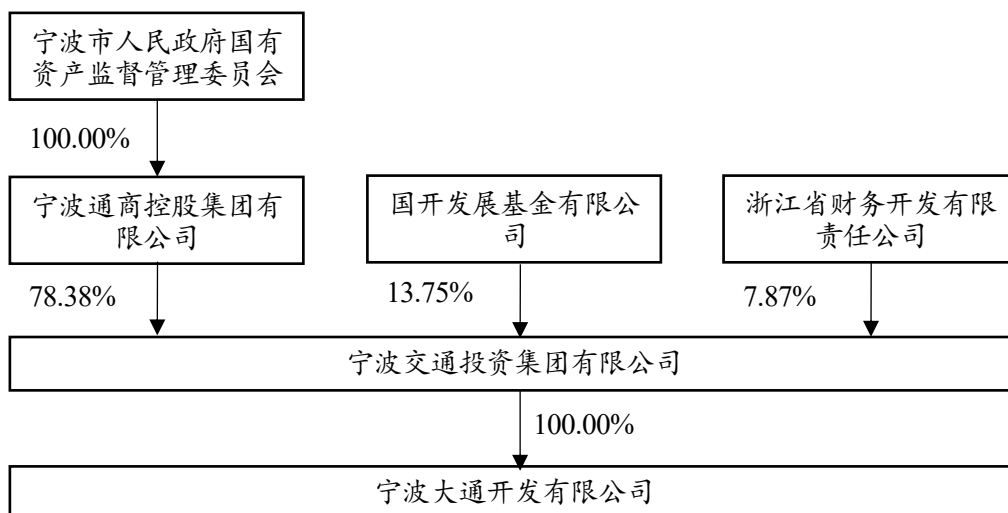 宁波市人民政府国有
资产监督管理委员会
100.00%
宁波通商控股集团有
限公司
国开发展基金有限公
司
浙江省财务开发有限
责任公司
78.38%
13.75%
7.87%
宁波交通投资集团有限公司
100.00%
宁波大通开发有限公司